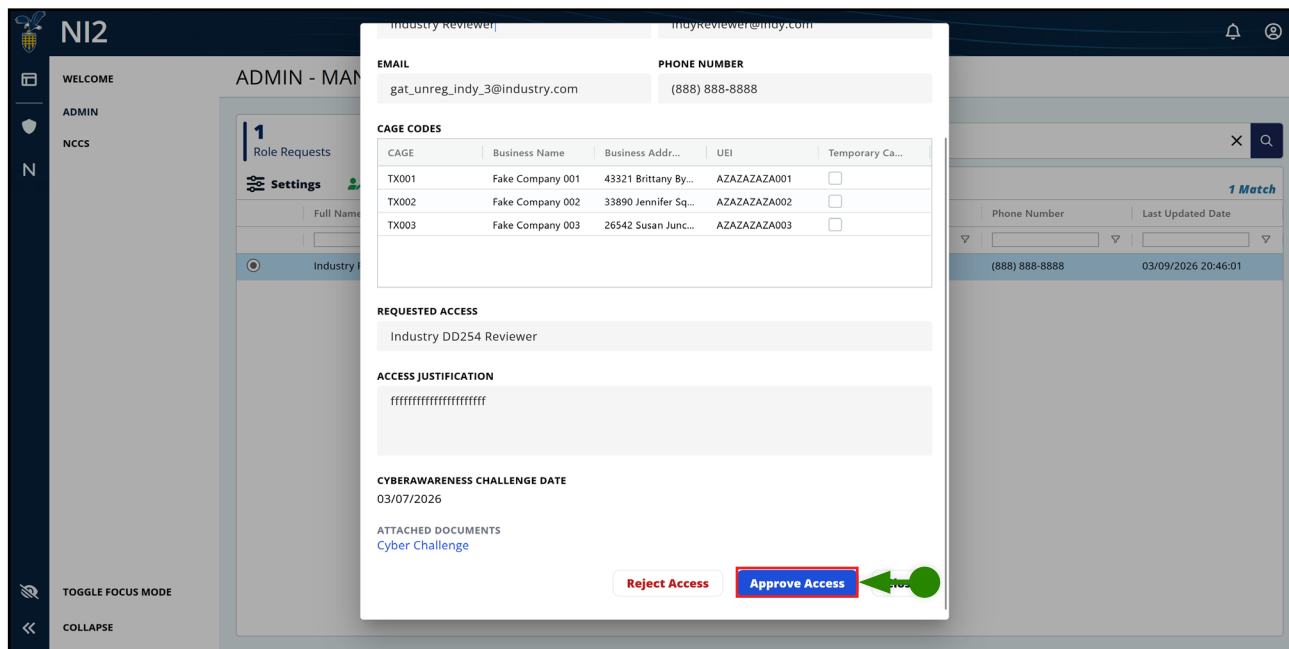 NI2
WELCOME
ADMIN
NCCS
TOGGLE FOCUS MODE
COLLAPSE
ADMIN - MAN
1
Role Requests
Settings
1 Match
Full Name
Phone Number
Last Updated Date
Industry
(888) 888-8888
03/09/2026 20:46:01
Industry Reviewer
IndyReviewer@indy.com
EMAIL
PHONE NUMBER
gat_unreg_indy_3@industry.com
(888) 888-8888
CAGE CODES
CAGE Business Name Business Addr... UEI Temporary Ca...
TX001 Fake Company 001 43321 Brittany By... AZAZAZAZA001
TX002 Fake Company 002 33890 Jennifer Sq... AZAZAZAZA002
TX003 Fake Company 003 26542 Susan Junc... AZAZAZAZA003
REQUESTED ACCESS
Industry DD254 Reviewer
ACCESS JUSTIFICATION
ffffffffffffffffffffff
CYBERAWARENESS CHALLENGE DATE
03/07/2026
ATTACHED DOCUMENTS
Cyber Challenge
Reject Access
Approve Access